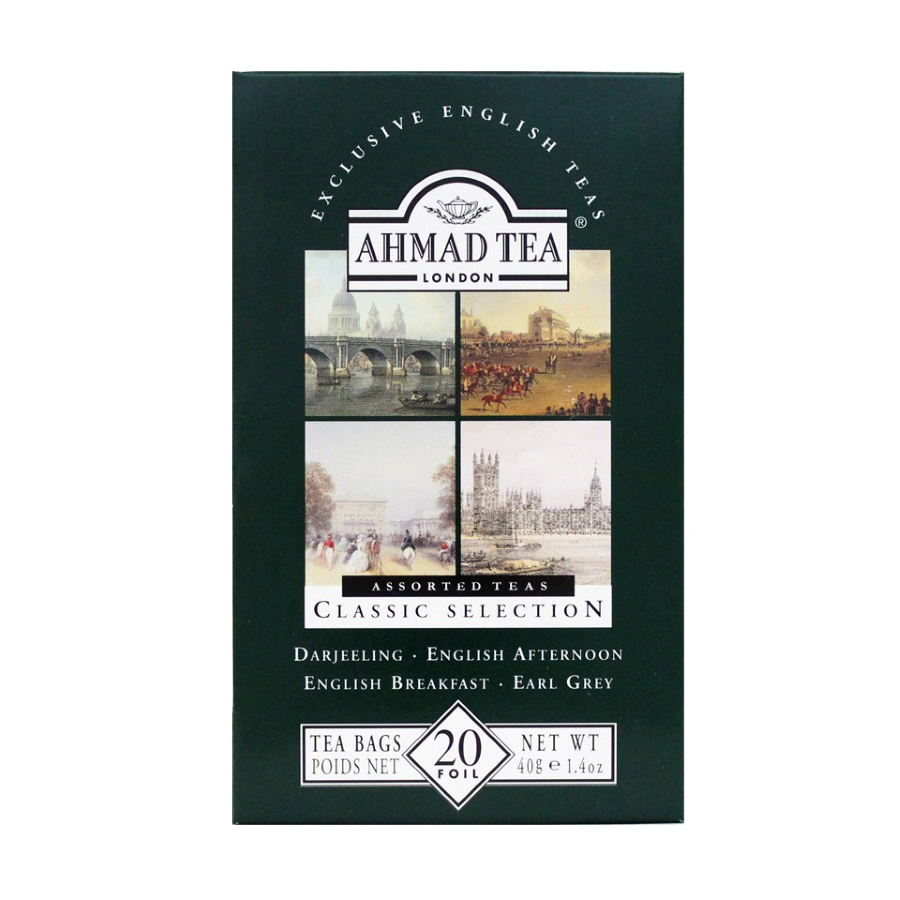 EXCLUSIVE ENGLISH TEAS
®
AHMAD TEA
LONDON
ASSORTED TEAS
CLASSIC SELECTION
DARJEELING · ENGLISH AFTERNOON
ENGLISH BREAKFAST · EARL GREY
TEA BAGS
POIDS NET
20
FOIL
NET WT
40g ℮ 1.4oz